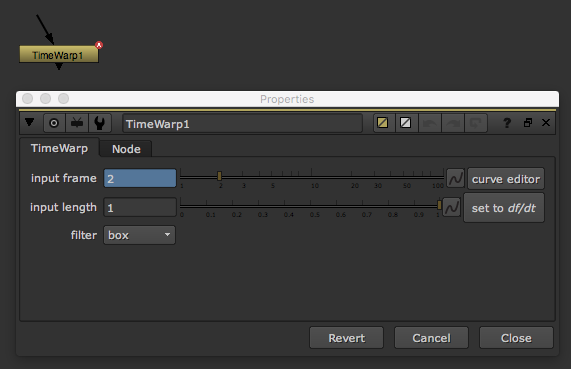 TimeWarp1
Properties
TimeWarp1
?
TimeWarp Node
input frame 2 1 2 3 5 10 20 30 50 100 curve editor
input length 1 0 0.1 0.2 0.3 0.4 0.5 0.6 0.7 0.8 0.9 1 set to df/dt
filter box
Revert Cancel Close